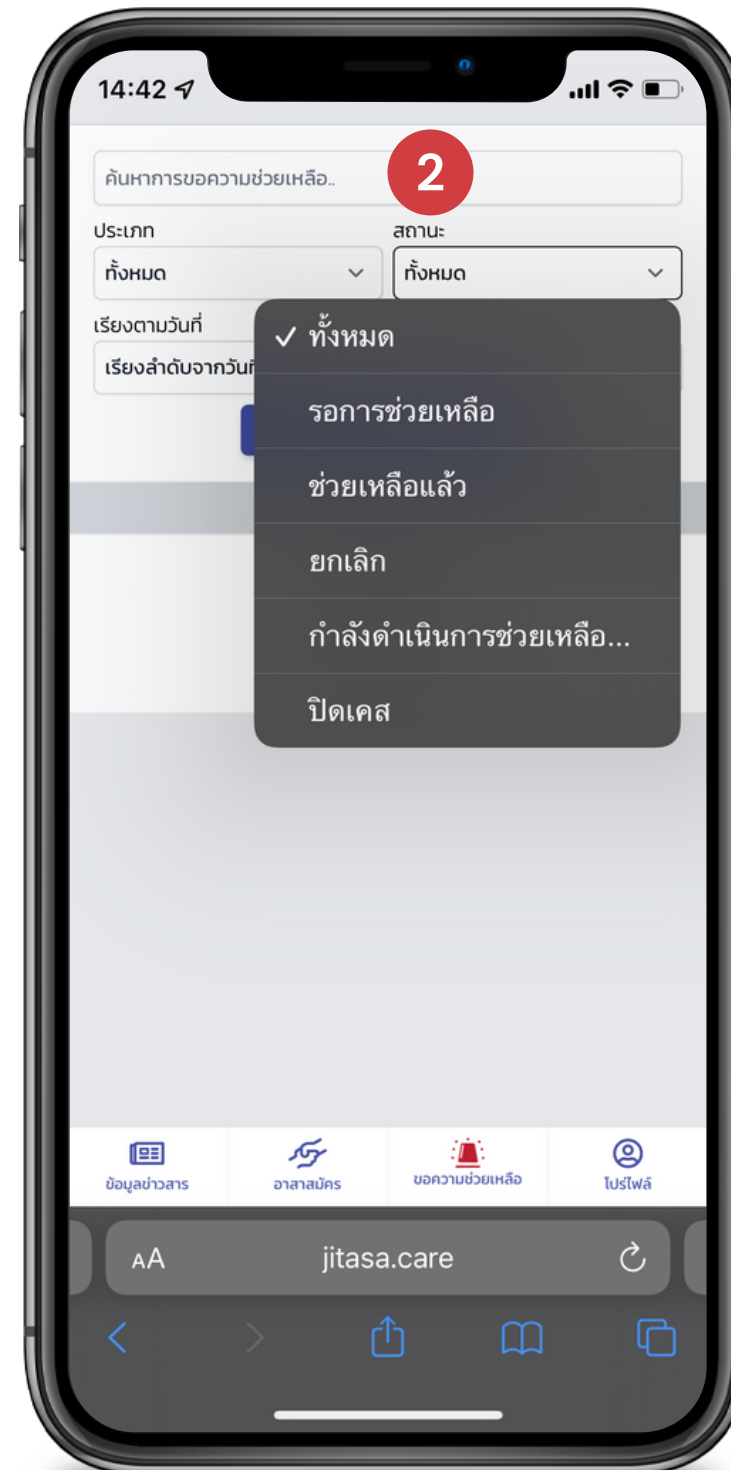 14:42
2
ค้นหาการขอความช่วยเหลือ..
ประเภท
สถานะ
ทั้งหมด
ทั้งหมด
เรียงตามวันที่
เรียงลำดับจากวันที่
✓ ทั้งหมด
รอการช่วยเหลือ
ช่วยเหลือแล้ว
ยกเลิก
กำลังดำเนินการช่วยเหลือ...
ปิดเคส
ข้อมูลข่าวสาร
อาสาสมัคร
ขอความช่วยเหลือ
โปรไฟล์
AA
jitasa.care